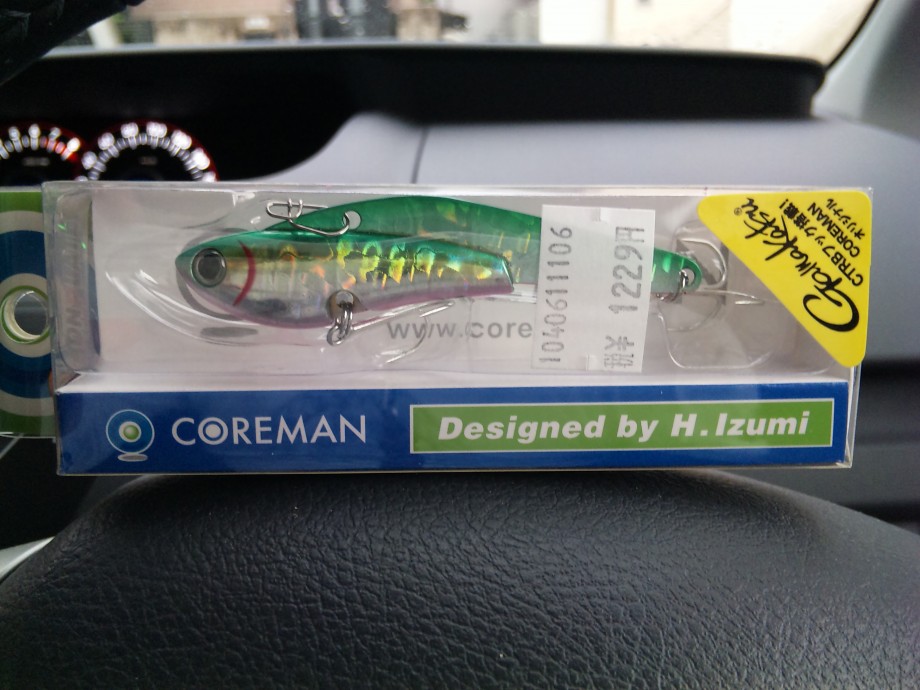 Gamakatsu®
CTRBフック搭載!
COREMAN
オリジナル
1040611106
税¥ 1229円
www.core
COREMAN
Designed by H.Izumi